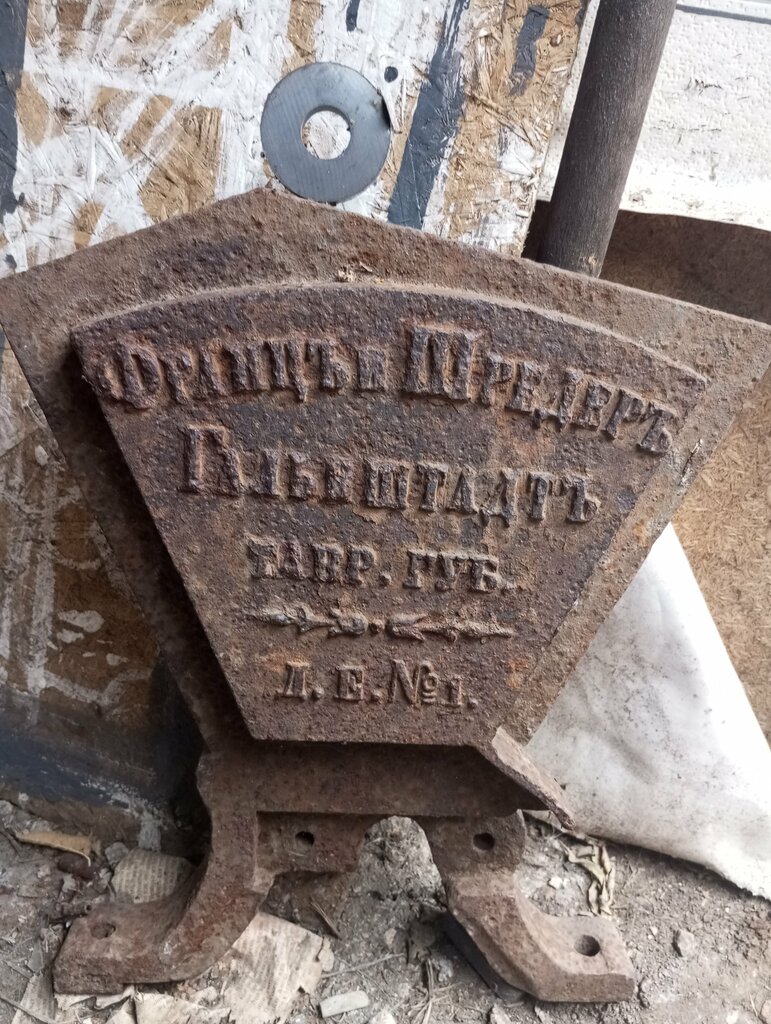 Францъ и Шредеръ
Гальбштадтъ
ТАВР. ГУБ.
Л. Е. №1.